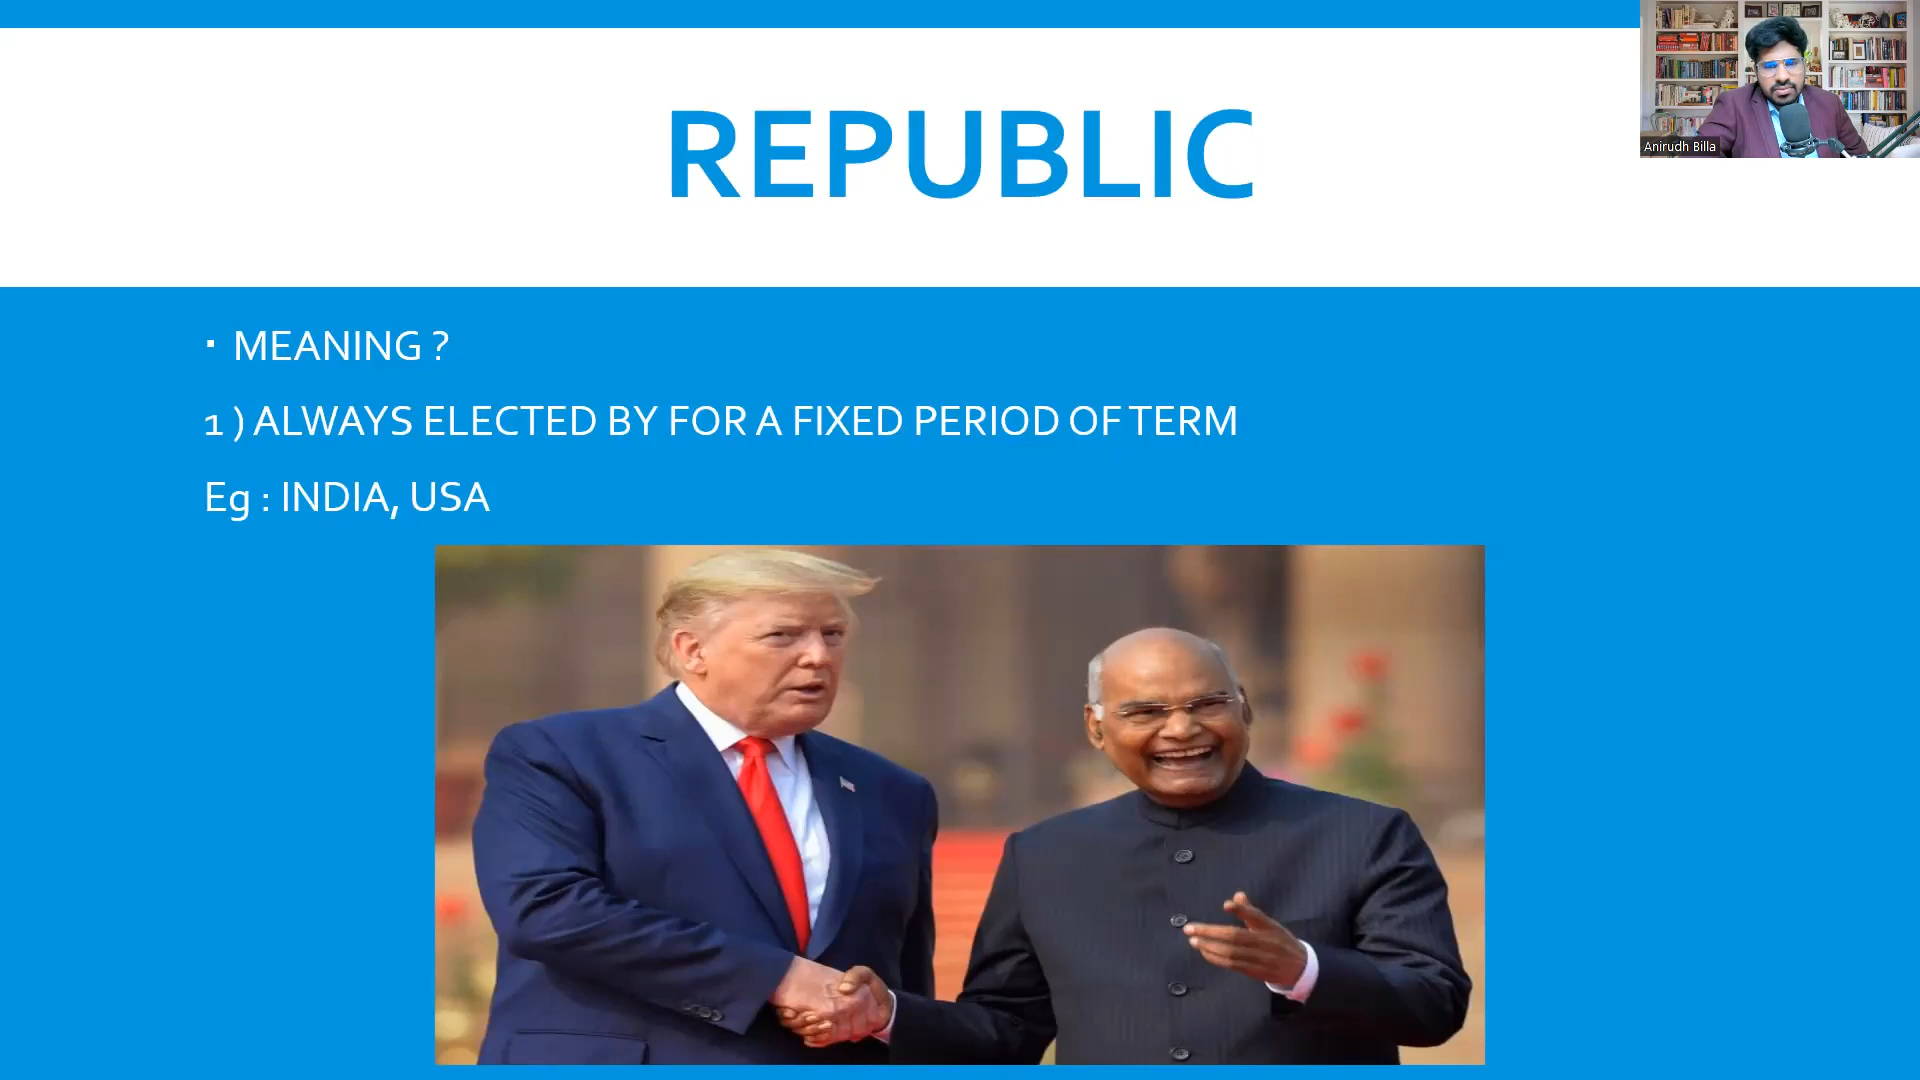 REPUBLIC
Anirudh Billa
▪ MEANING ?
1 ) ALWAYS ELECTED BY FOR A FIXED PERIOD OF TERM
Eg : INDIA, USA